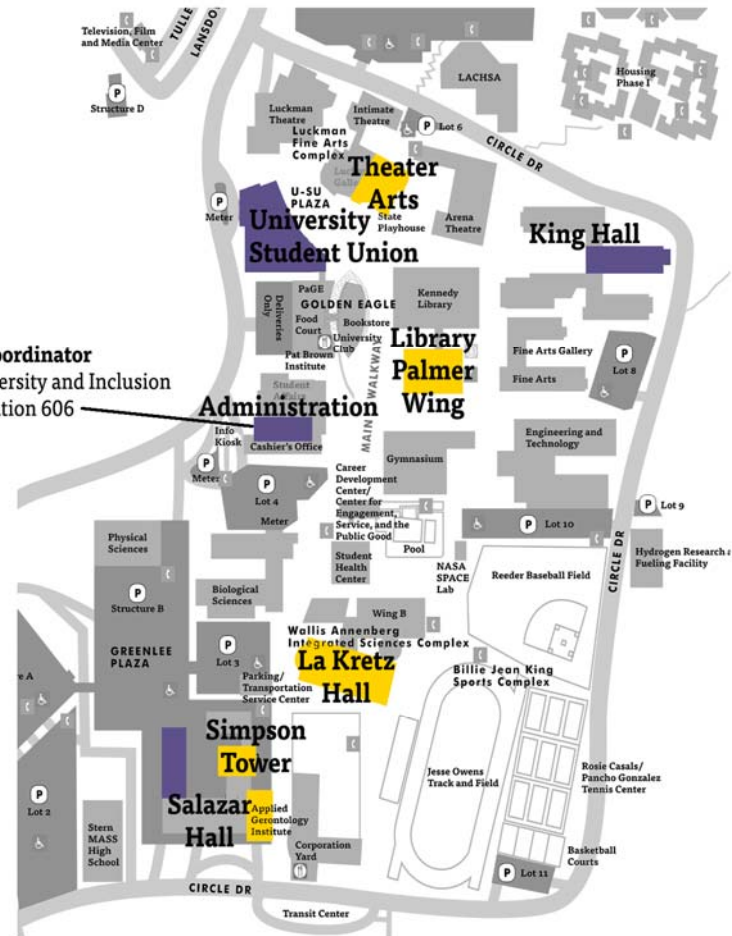 Television, Film
and Media Center
TULLE
LANSDO
P
Structure D
LACHSA
Housing
Phase I
Luckman
Theatre
Intimate
Theatre
P Lot 6
CIRCLE DR
Luckman
Fine Arts
Complex
Theater
Arts
P
Meter
U-SU
PLAZA
State
Playhouse
Arena
Theatre
University
Student Union
King Hall
PaGE
GOLDEN EAGLE
Deliveries
Only
Food
Court
Bookstore
University
Club
Pat Brown
Institute
Kennedy
Library
Library
Palmer
Wing
Fine Arts Gallery
Fine Arts
P
Lot 8
MAIN WALKWAY
oordinator
ersity and Inclusion
ation 606
Student
Affairs
Administration
Info
Kiosk
Cashier's Office
P
Meter
P
Lot 4
Meter
Gymnasium
Engineering and
Technology
Career
Development
Center/
Center for
Engagement,
Service, and the
Public Good
Pool
P Lot 10
P Lot 9
Physical
Sciences
Student
Health
Center
NASA
SPACE
Lab
Reeder Baseball Field
CIRCLE DR
Hydrogen Research a
Fueling Facility
P
Structure B
Biological
Sciences
Wing B
Wallis Annenberg
Integrated Sciences Complex
GREENLEE
PLAZA
P
Lot 3
La Kretz
Hall
Billie Jean King
Sports Complex
re A
Parking/
Transportation
Service Center
Simpson
Tower
Jesse Owens
Track and Field
Rosie Casals/
Pancho Gonzalez
Tennis Center
P
Lot 2
Salazar
Hall
Applied
Gerontology
Institute
Stern
MASS
High
School
Corporation
Yard
Basketball
Courts
P Lot 11
CIRCLE DR
Transit Center